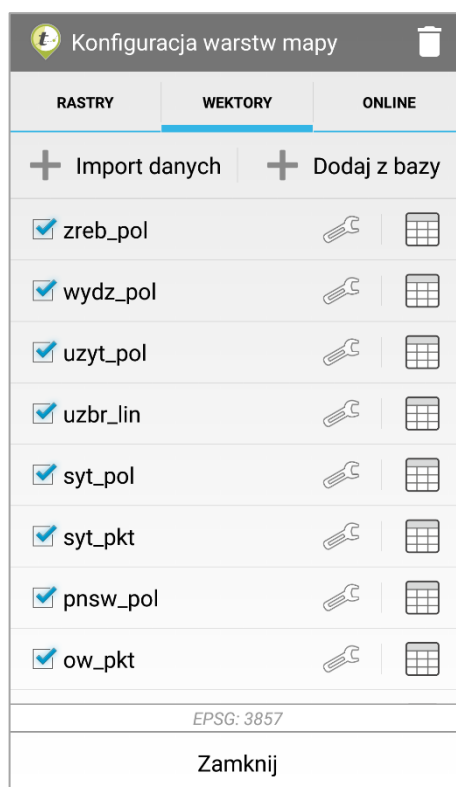 t
Konfiguracja warstw mapy
RASTRY WEKTORY ONLINE
Import danych Dodaj z bazy
zreb_pol
wydz_pol
uzyt_pol
uzbr_lin
syt_pol
syt_pkt
pnsw_pol
ow_pkt
EPSG: 3857
Zamknij